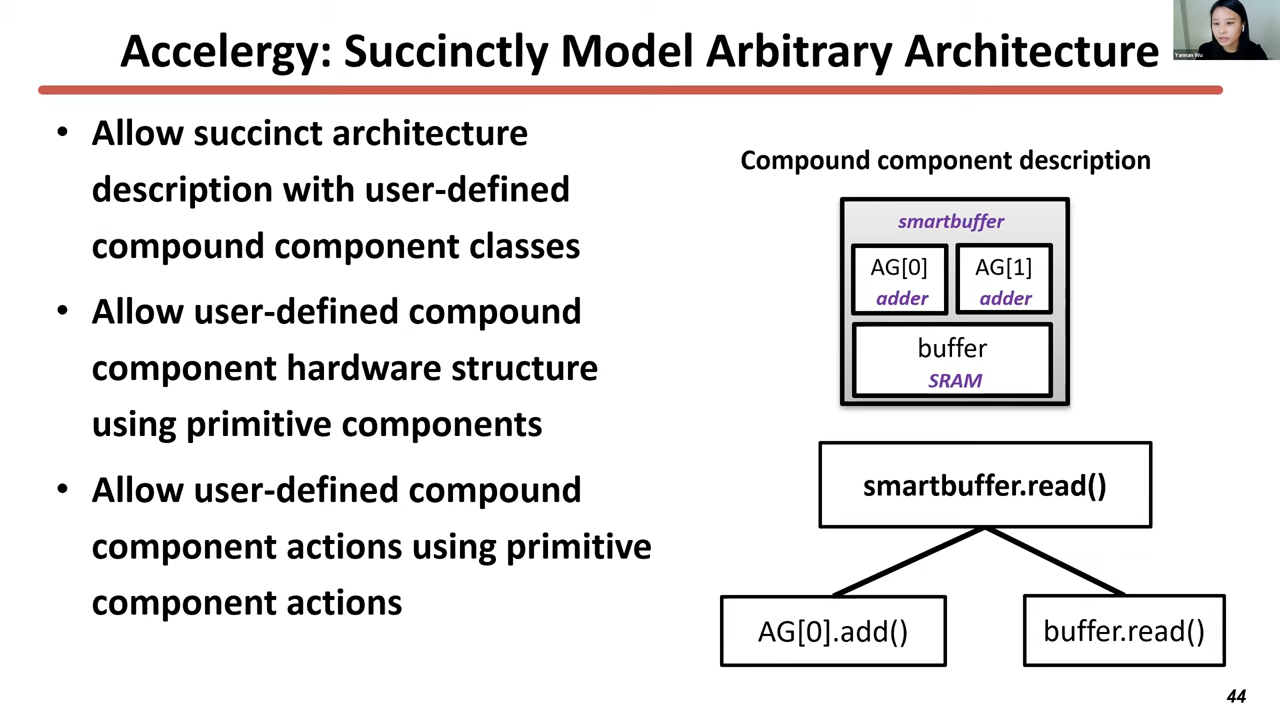 Accelergy: Succinctly Model Arbitrary Architecture
Yannan Wu
• Allow succinct architecture
description with user-defined
compound component classes
• Allow user-defined compound
component hardware structure
using primitive components
• Allow user-defined compound
component actions using primitive
component actions
Compound component description
smartbuffer
AG[0]
adder
AG[1]
adder
buffer
SRAM
smartbuffer.read()
AG[0].add()
buffer.read()
44